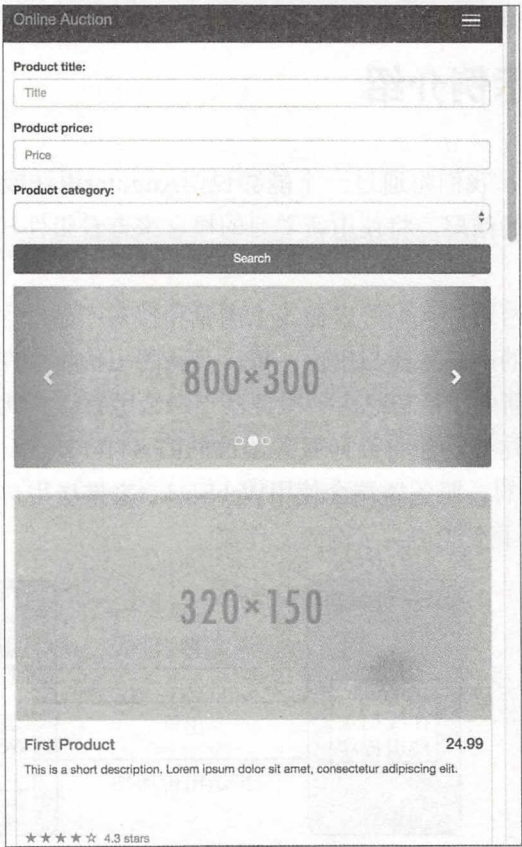 Online Auction
Product title:
Title
Product price:
Price
Product category:
Search
800×300
320×150
First Product 24.99
This is a short description. Lorem ipsum dolor sit amet, consectetur adipiscing elit.
4.3 stars